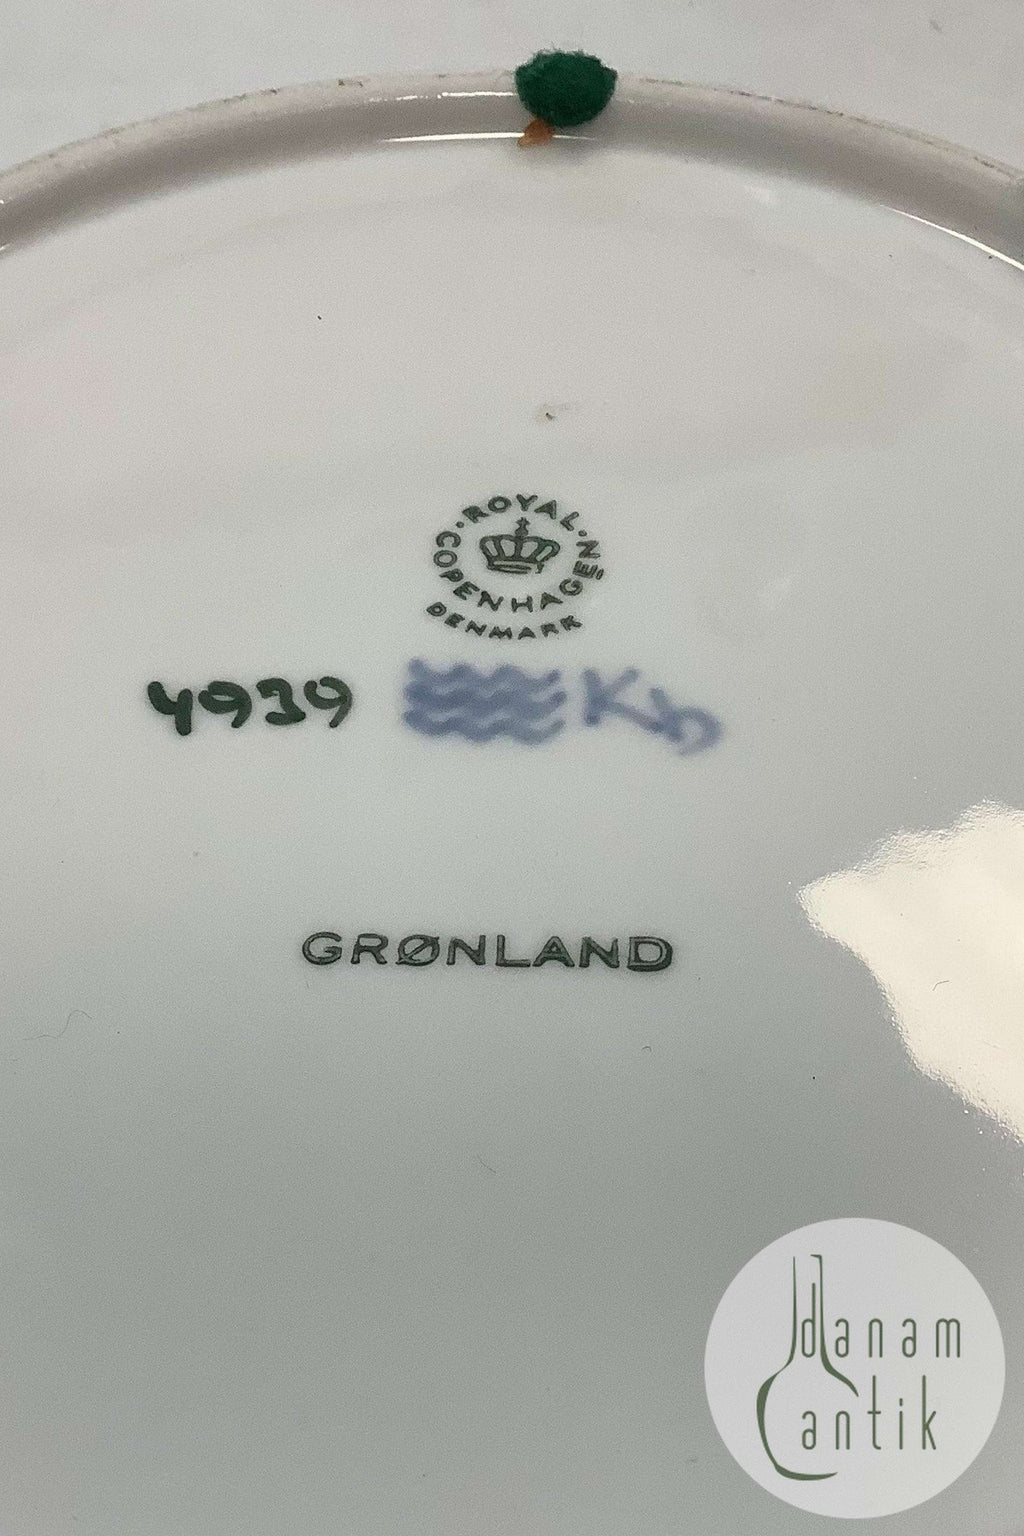 · ROYAL ·
COPENHAGEN
DENMARK
4939
GRØNLAND
danam
antik